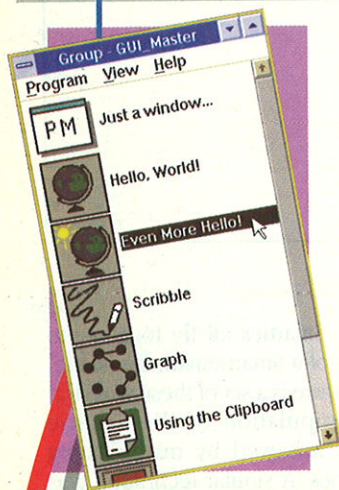 Group - GUI_Master
Program View Help
PM
Just a window...
Hello, World!
Even More Hello!
Scribble
Graph
Using the Clipboard